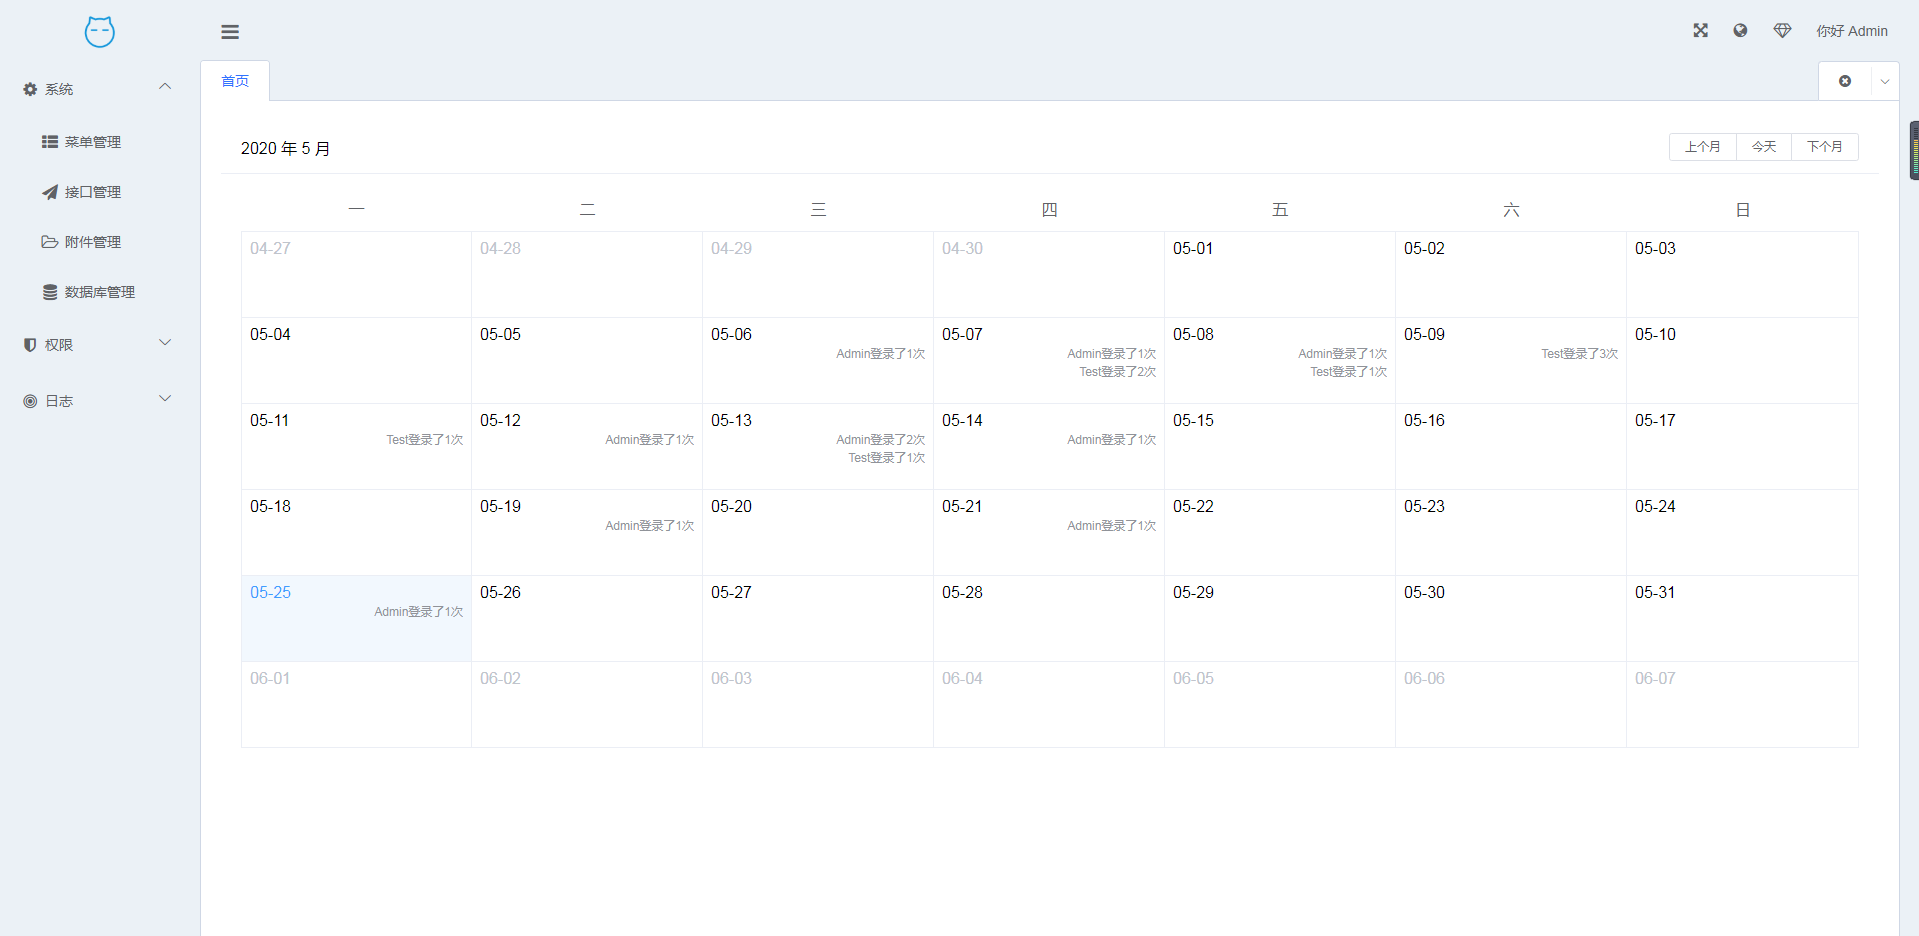 你好 Admin
系统
菜单管理
接口管理
附件管理
数据库管理
权限
日志
首页
2020 年 5 月
上个月 今天 下个月
一 二 三 四 五 六 日
04-27 04-28 04-29 04-30 05-01 05-02 05-03
05-04 05-05 05-06 05-07 05-08 05-09 05-10
Admin登录了1次 Admin登录了1次 Admin登录了1次 Test登录了3次
Test登录了2次 Test登录了1次
05-11 05-12 05-13 05-14 05-15 05-16 05-17
Test登录了1次 Admin登录了1次 Admin登录了2次 Admin登录了1次
Test登录了1次
05-18 05-19 05-20 05-21 05-22 05-23 05-24
Admin登录了1次 Admin登录了1次
05-25 05-26 05-27 05-28 05-29 05-30 05-31
Admin登录了1次
06-01 06-02 06-03 06-04 06-05 06-06 06-07